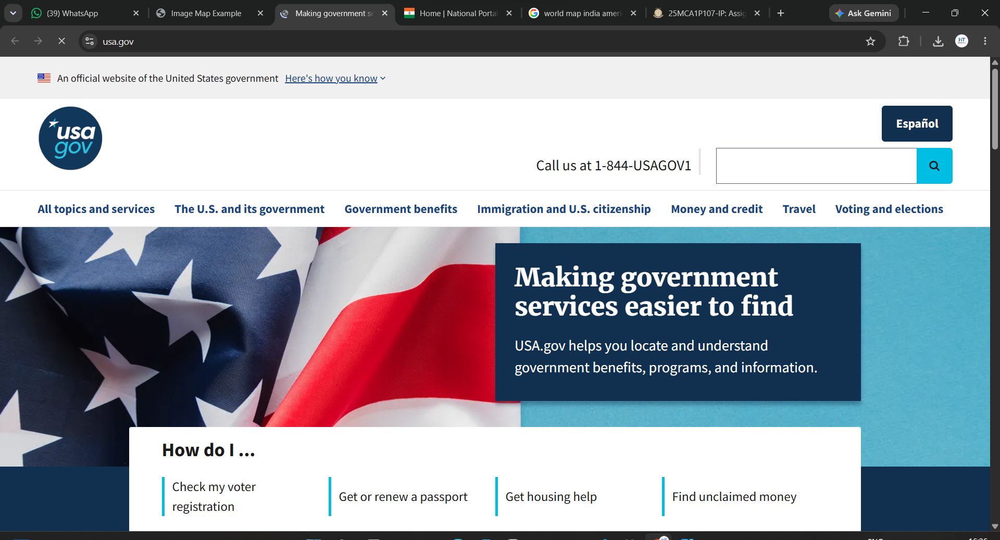 (39) WhatsApp
Image Map Example
Making government se
Home | National Porta
world map india ameri
25MCA1P107-IP: Assig
Ask Gemini
usa.gov
HT
An official website of the United States government Here's how you know
usa
gov
Español
Call us at 1-844-USAGOV1
All topics and services The U.S. and its government Government benefits Immigration and U.S. citizenship Money and credit Travel Voting and elections
Making government
services easier to find
USA.gov helps you locate and understand
government benefits, programs, and information.
How do I ...
Check my voter
registration
Get or renew a passport
Get housing help
Find unclaimed money